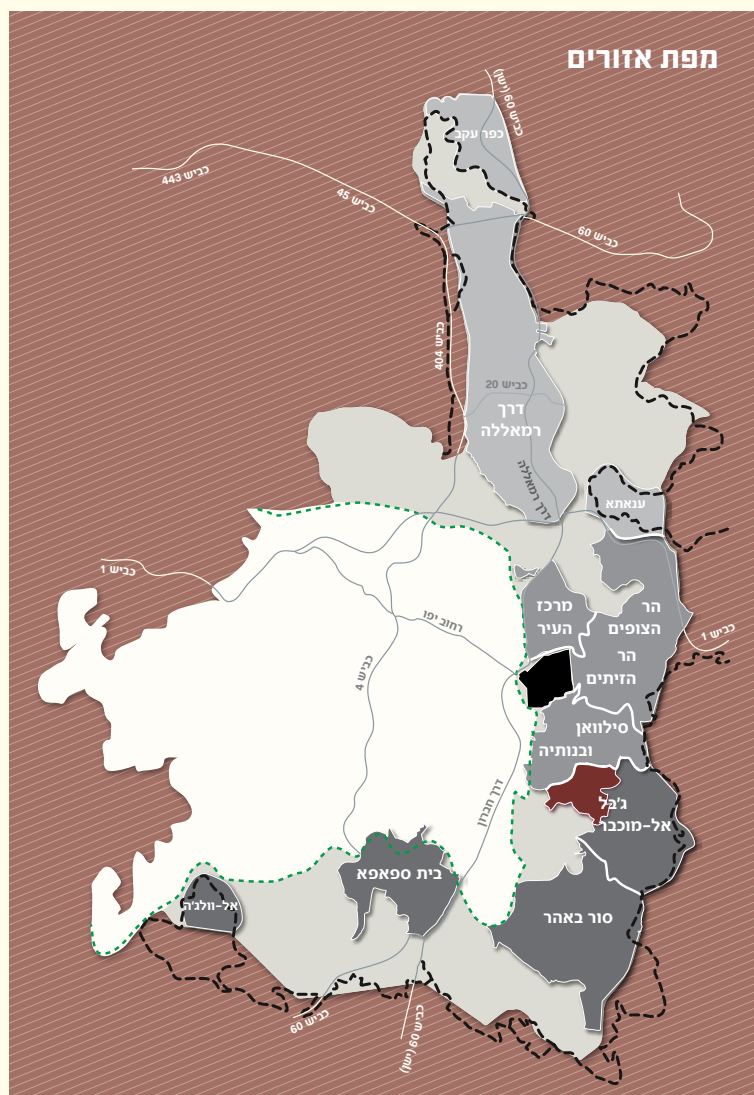 מפת אזורים
כביש 60 (ישן)
כפר עקב
כביש 443
כביש 45
כביש 60
כביש 404
כביש 20
דרך
רמאללה
דרך רמאללה
ענאתא
כביש 1
הר
הצופים
מרכז
העיר
רחוב יפו
כביש 1
הר
הזיתים
כביש 4
סילוואן
ובנותיה
דרך חברון
ג'בל
אל-מוכבר
בית ספאפא
אל-וולג'ה
סור באהר
כביש 60
כביש 60 (ישן)